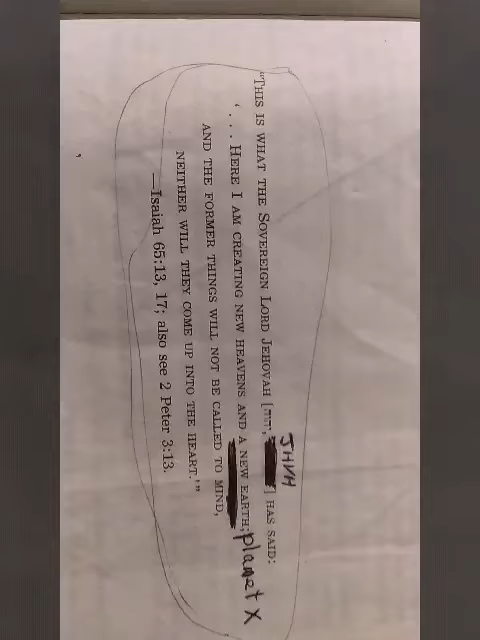 "THIS IS WHAT THE SOVEREIGN LORD JEHOVAH [יהוה, JHVH] HAS SAID:
'. . . HERE I AM CREATING NEW HEAVENS AND A NEW EARTH; planet X
AND THE FORMER THINGS WILL NOT BE CALLED TO MIND,
NEITHER WILL THEY COME UP INTO THE HEART.'"
—Isaiah 65:13, 17; also see 2 Peter 3:13.